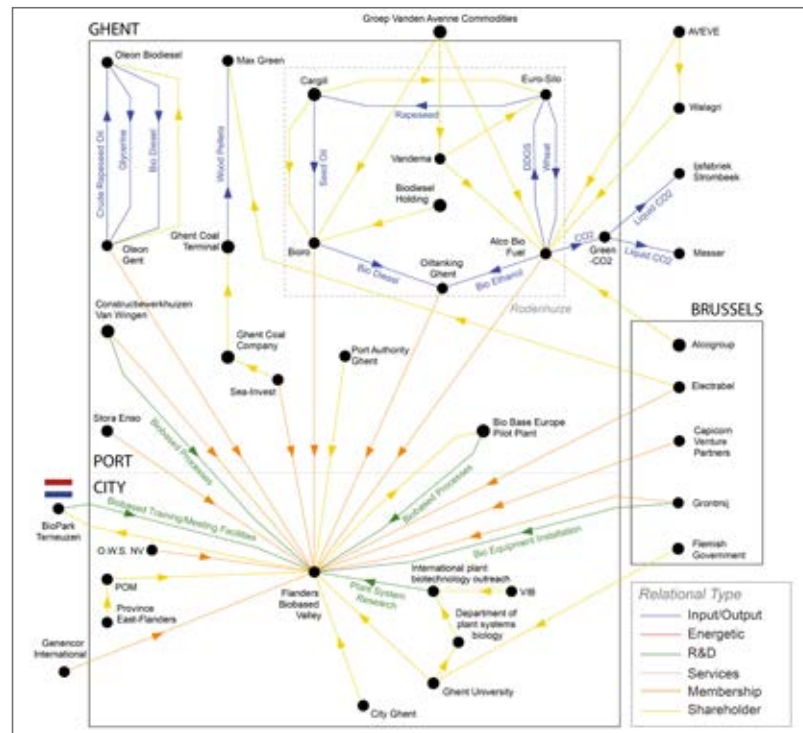 GHENT
Groep Vanden Avenne Commodities
AVEVE
Oleon Biodiesel
Max Green
Cargill
Euro-Silo
Rapeseed
Walagri
Crude Rapeseed Oil
Glycerine
Bio Diesel
Wood Pellets
Seed Oil
Vandema
DDGS
Wheat
Ijsfabriek
Strombeek
Biodiesel
Holding
Liquid CO2
Oleon
Gent
Ghent Coal
Terminal
Bioro
Oiltanking
Ghent
Alco Bio
Fuel
CO2
Green
-CO2
Liquid CO2
Messer
Bio Diesel
Bio Ethanol
Rodenhuize
Constructiewerkhuizen
Van Wingen
BRUSSELS
Ghent Coal
Company
Port Authority
Ghent
Alcogroup
Sea-Invest
Electrabel
Stora Enso
Bio Base Europe
Pilot Plant
Capicorn
Venture
Partners
Biobased Processes
PORT
CITY
Biobased Processes
BioPark
Terneuzen
Biobased Training/Meeting Facilities
Grontmij
Bio Equipment Installation
O.W.S. NV
Flemish
Government
POM
Flanders
Biobased
Valley
International plant
biotechnology outreach
VIB
Plant System
Research
Province
East-Flanders
Department of
plant systems
biology
Genencor
International
Ghent University
City Ghent
Relational Type
Input/Output
Energetic
R&D
Services
Membership
Shareholder